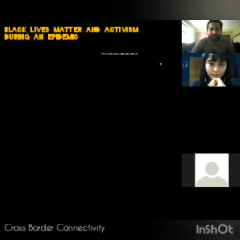 BLACK LIVES MATTER AND ACTIVISM
DURING AN EPIDEMIC
Cross Border Connectivity
InShOt